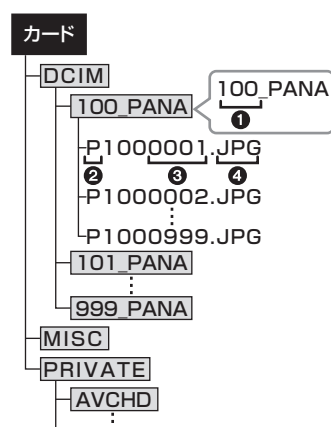 カード
DCIM
100_PANA
100_PANA
❶
P1000001.JPG
❷ ❸ ❹
P1000002.JPG
P1000999.JPG
101_PANA
999_PANA
MISC
PRIVATE
AVCHD